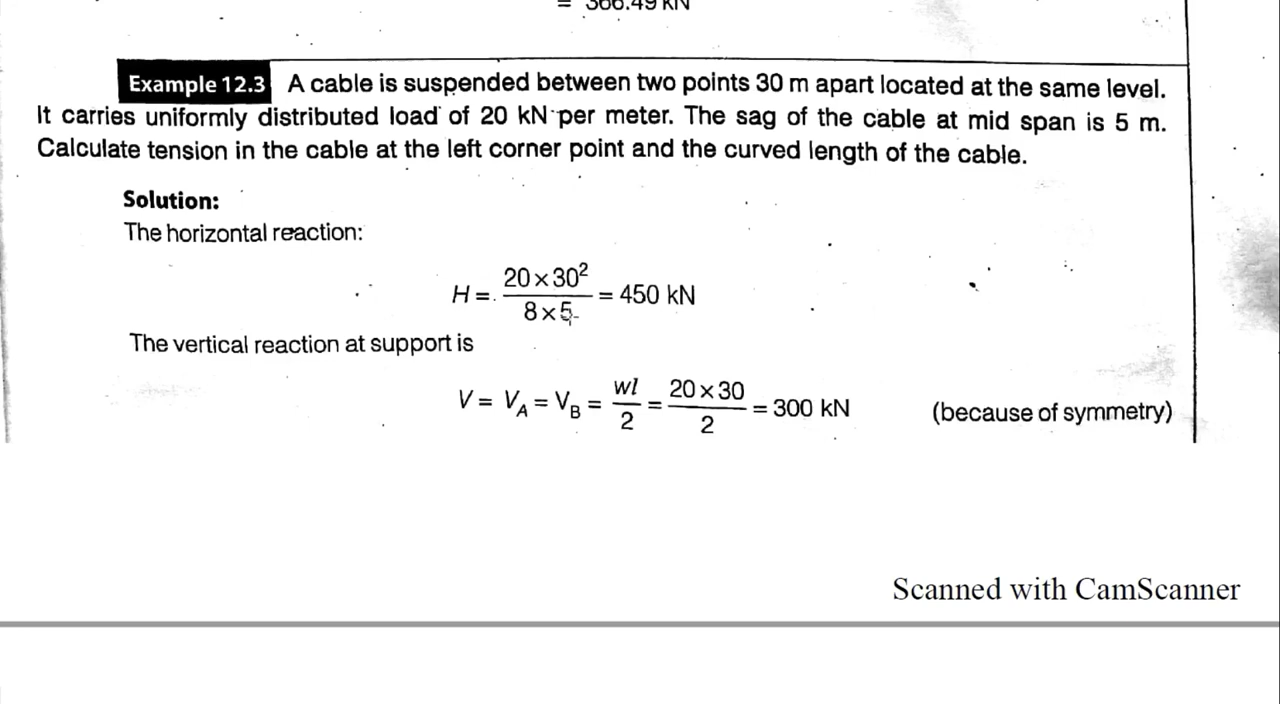 = 366.49 kN
Example 12.3 A cable is suspended between two points 30 m apart located at the same level.
It carries uniformly distributed load of 20 kN per meter. The sag of the cable at mid span is 5 m.
Calculate tension in the cable at the left corner point and the curved length of the cable.
Solution:
The horizontal reaction:
H = 20 × 30² / 8 × 5 = 450 kN
The vertical reaction at support is
V = V_A = V_B = wl / 2 = 20 × 30 / 2 = 300 kN (because of symmetry)
Scanned with CamScanner